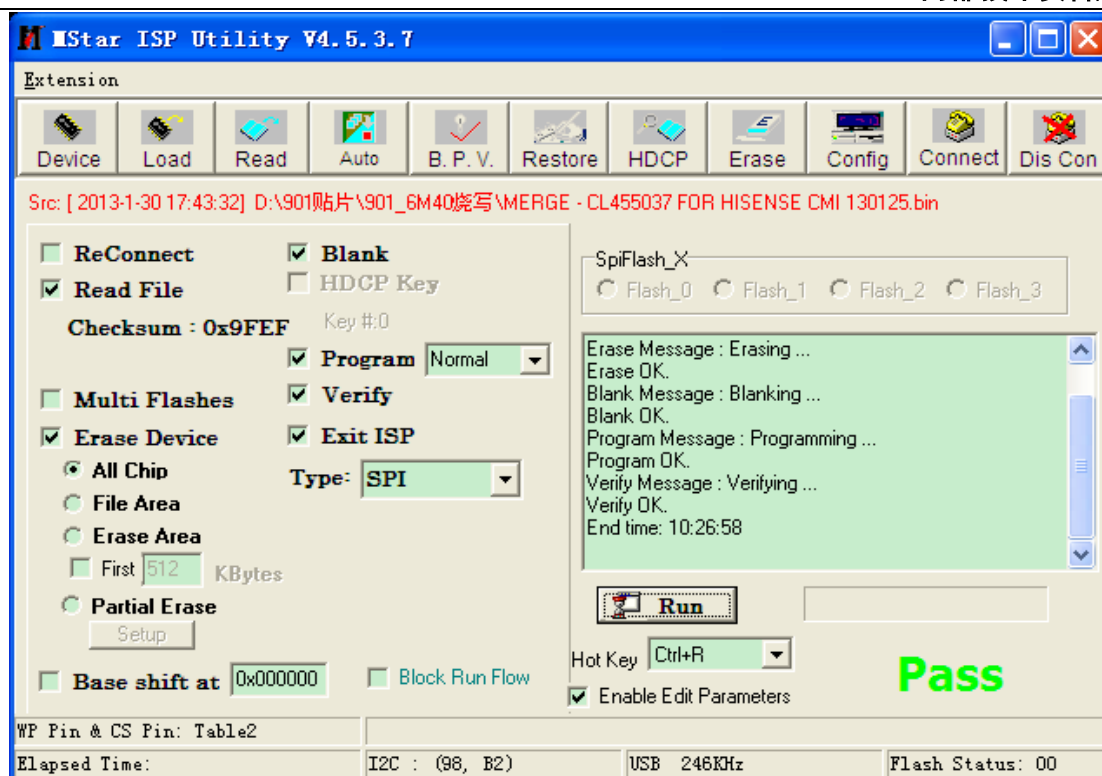 MStar ISP Utility V4.5.3.7
Extension
Device Load Read Auto B. P. V. Restore HDCP Erase Config Connect Dis Con
Src: [ 2013-1-30 17:43:32] D:\901贴片\901_6M40烧写\MERGE - CL455037 FOR HISENSE CMI 130125.bin
ReConnect
Read File
Checksum : 0x9FEF
Multi Flashes
Erase Device
All Chip
File Area
Erase Area
First 512 KBytes
Partial Erase
Setup
Base shift at 0x000000
Blank
HDCP Key
Key #:0
Program Normal
Verify
Exit ISP
Type: SPI
Block Run Flow
SpiFlash_X
Flash_0 Flash_1 Flash_2 Flash_3
Erase Message : Erasing ...
Erase OK.
Blank Message : Blanking ...
Blank OK.
Program Message : Programming ...
Program OK.
Verify Message : Verifying ...
Verify OK.
End time: 10:26:58
Run
Hot Key Ctrl+R
Enable Edit Parameters
Pass
WP Pin & CS Pin: Table2
Elapsed Time: I2C : (98, B2) USB 246KHz Flash Status: 00